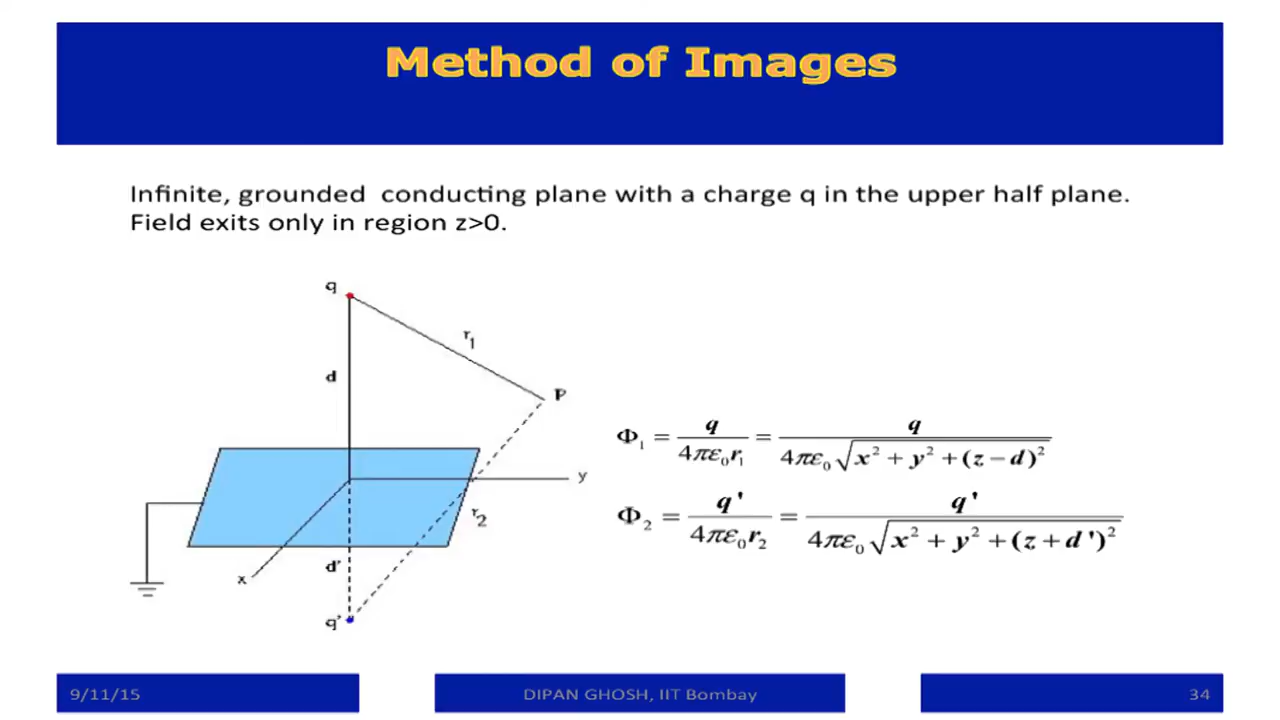 Method of Images
Infinite, grounded conducting plane with a charge q in the upper half plane.
Field exits only in region z>0.
q
r₁
d
P
y
r₂
x
d'
q'
Φ₁ = q / 4πε₀r₁ = q / 4πε₀√(x² + y² + (z − d)²)
Φ₂ = q' / 4πε₀r₂ = q' / 4πε₀√(x² + y² + (z + d')²)
9/11/15
DIPAN GHOSH, IIT Bombay
34